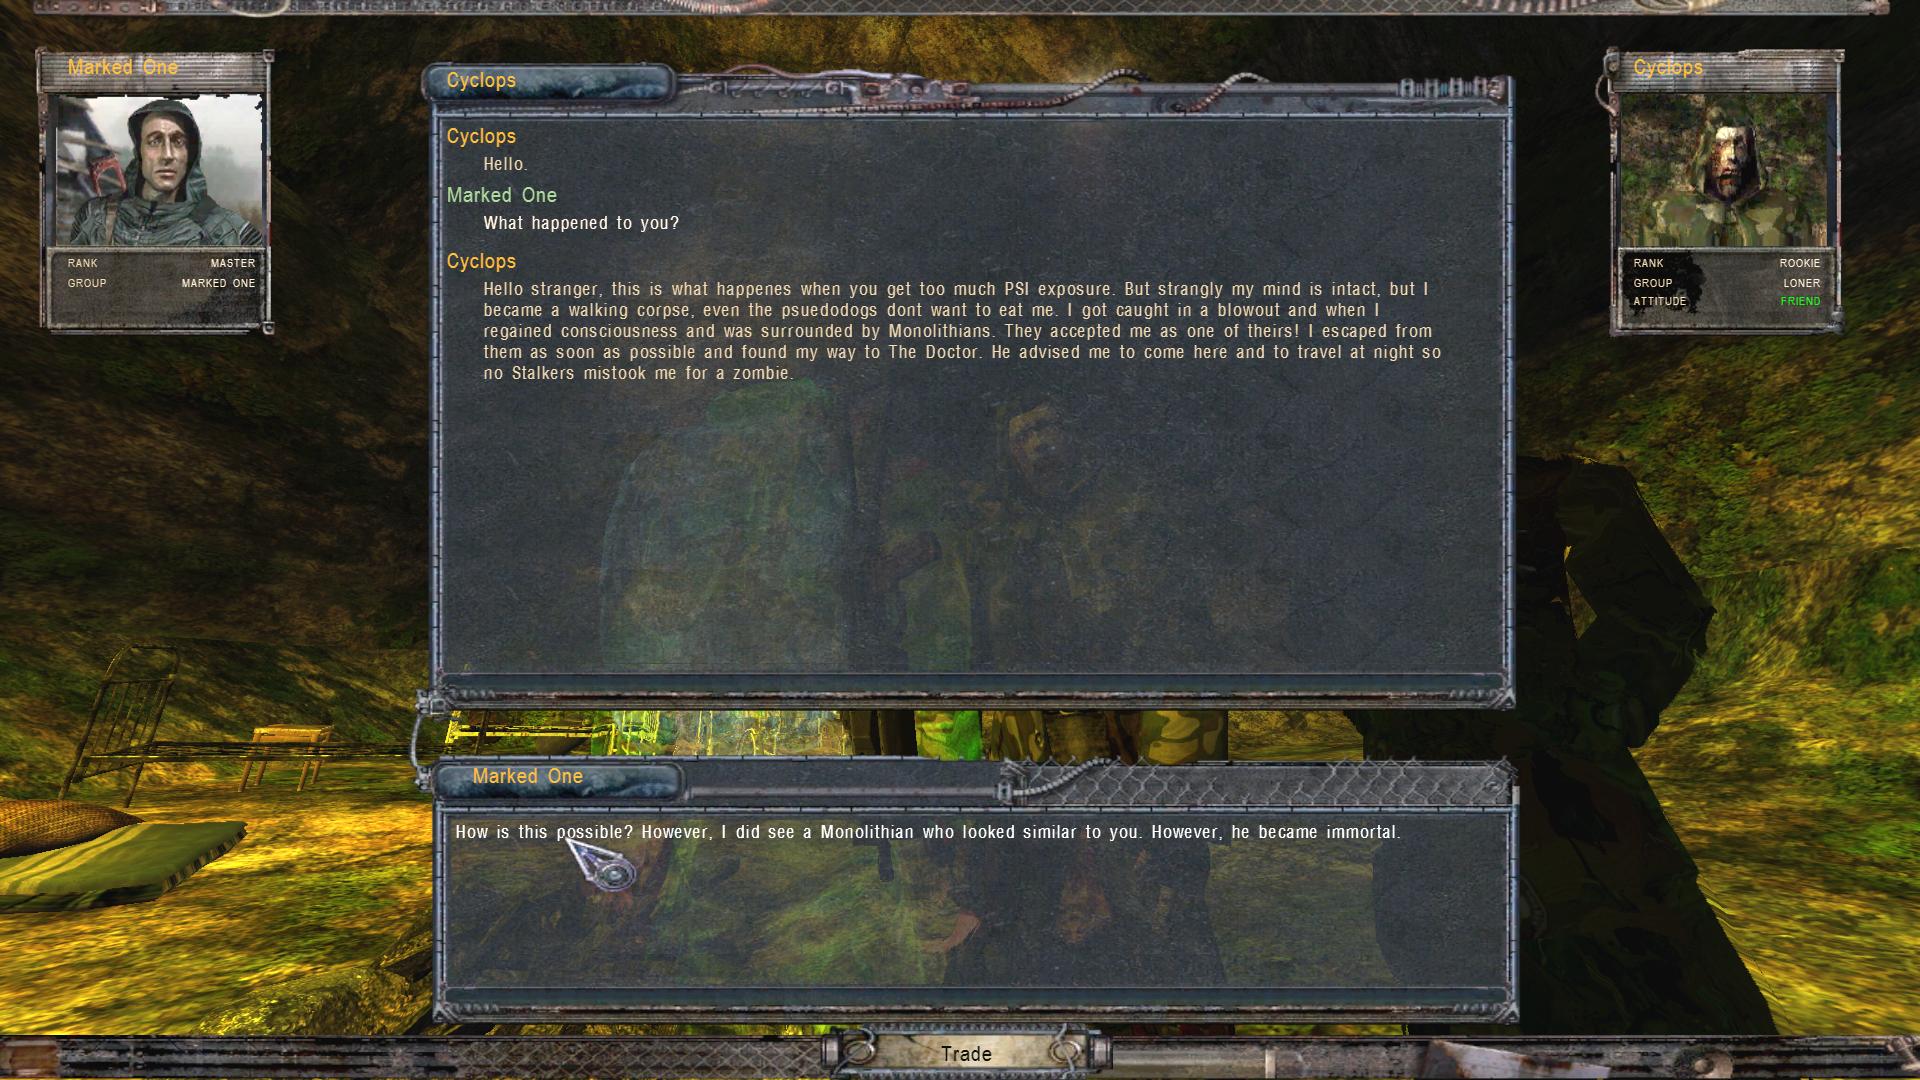 Marked One
RANK MASTER
GROUP MARKED ONE
Cyclops
Cyclops
Hello.
Marked One
What happened to you?
Cyclops
Hello stranger, this is what happenes when you get too much PSI exposure. But strangly my mind is intact, but I
became a walking corpse, even the psuedodogs dont want to eat me. I got caught in a blowout and when I
regained consciousness and was surrounded by Monolithians. They accepted me as one of theirs! I escaped from
them as soon as possible and found my way to The Doctor. He advised me to come here and to travel at night so
no Stalkers mistook me for a zombie.
Cyclops
RANK ROOKIE
GROUP LONER
ATTITUDE FRIEND
Marked One
How is this possible? However, I did see a Monolithian who looked similar to you. However, he became immortal.
Trade